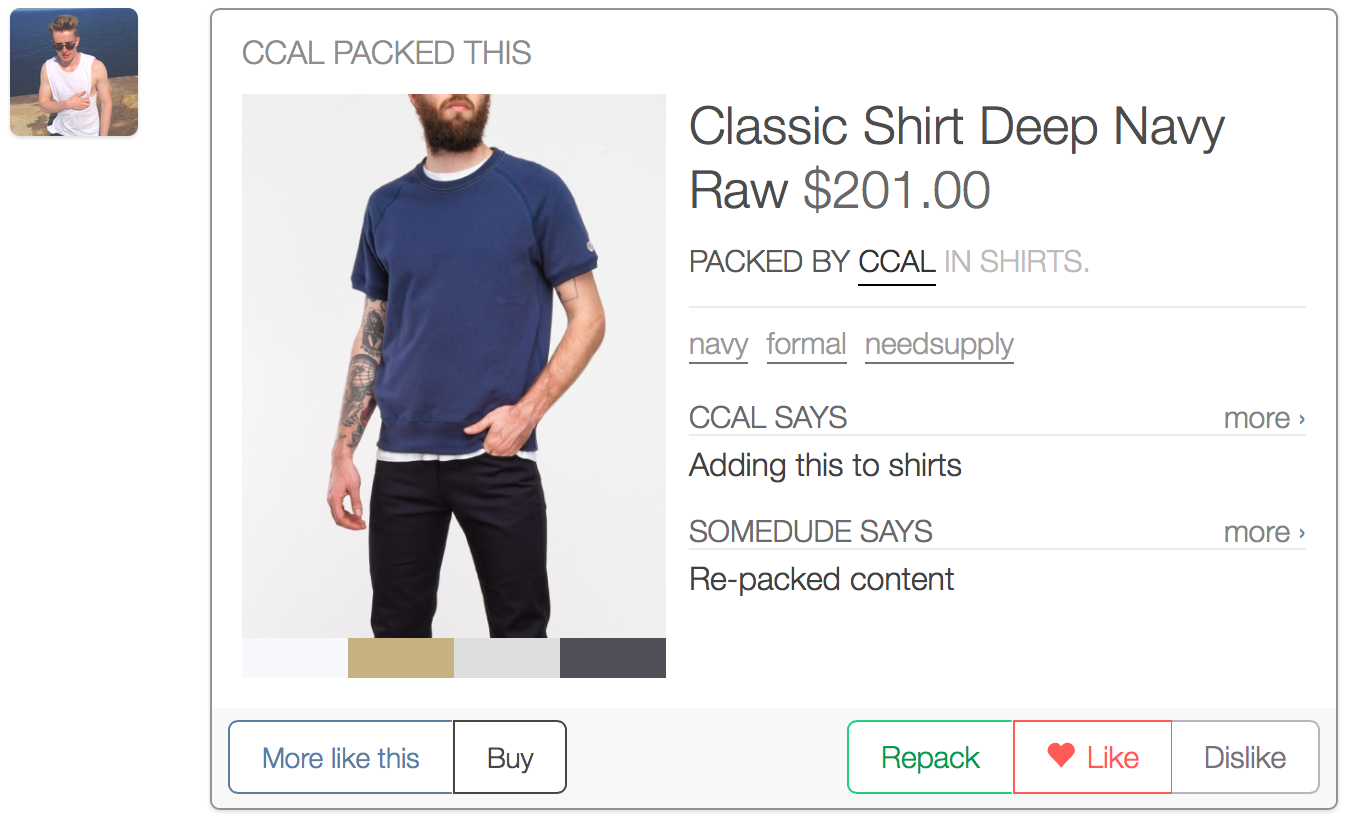 CCAL PACKED THIS
Classic Shirt Deep Navy
Raw $201.00
PACKED BY CCAL IN SHIRTS.
navy formal needsupply
CCAL SAYS more ›
Adding this to shirts
SOMEDUDE SAYS more ›
Re-packed content
More like this Buy Repack Like Dislike